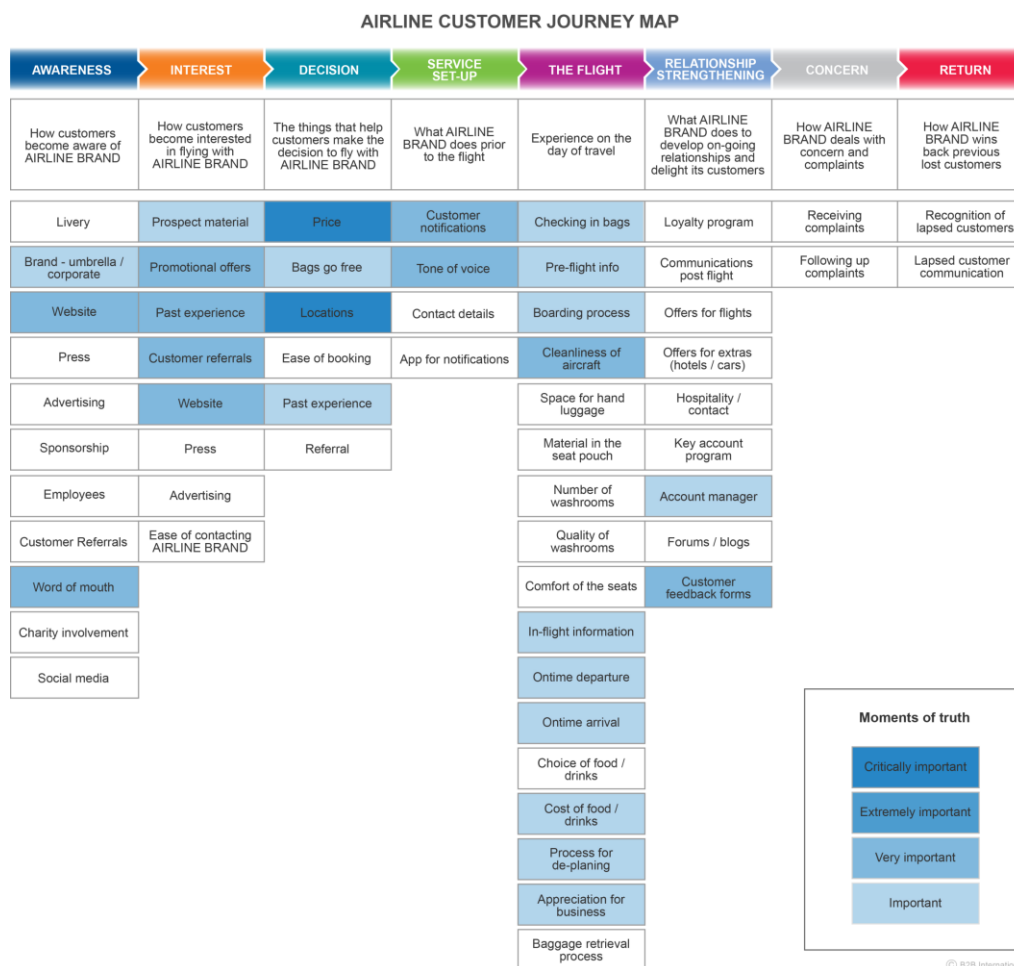 AIRLINE CUSTOMER JOURNEY MAP
AWARENESS
INTEREST
DECISION
SERVICE
SET-UP
THE FLIGHT
RELATIONSHIP
STRENGTHENING
CONCERN
RETURN
How customers
become aware of
AIRLINE BRAND
How customers
become interested
in flying with
AIRLINE BRAND
The things that help
customers make the
decision to fly with
AIRLINE BRAND
What AIRLINE
BRAND does prior
to the flight
Experience on the
day of travel
What AIRLINE
BRAND does to
develop on-going
relationships and
delight its customers
How AIRLINE
BRAND deals with
concern and
complaints
How AIRLINE
BRAND wins
back previous
lost customers
Livery
Prospect material
Price
Customer
notifications
Checking in bags
Loyalty program
Receiving
complaints
Recognition of
lapsed customers
Brand - umbrella /
corporate
Promotional offers
Bags go free
Tone of voice
Pre-flight info
Communications
post flight
Following up
complaints
Lapsed customer
communication
Website
Past experience
Locations
Contact details
Boarding process
Offers for flights
Press
Customer referrals
Ease of booking
App for notifications
Cleanliness of
aircraft
Offers for extras
(hotels / cars)
Advertising
Website
Past experience
Space for hand
luggage
Hospitality /
contact
Sponsorship
Press
Referral
Material in the
seat pouch
Key account
program
Employees
Advertising
Number of
washrooms
Account manager
Customer Referrals
Ease of contacting
AIRLINE BRAND
Quality of
washrooms
Forums / blogs
Word of mouth
Comfort of the seats
Customer
feedback forms
Charity involvement
In-flight information
Social media
Ontime departure
Ontime arrival
Choice of food /
drinks
Cost of food /
drinks
Process for
de-planing
Appreciation for
business
Baggage retrieval
process
Moments of truth
Critically important
Extremely important
Very important
Important
© B2B Internation